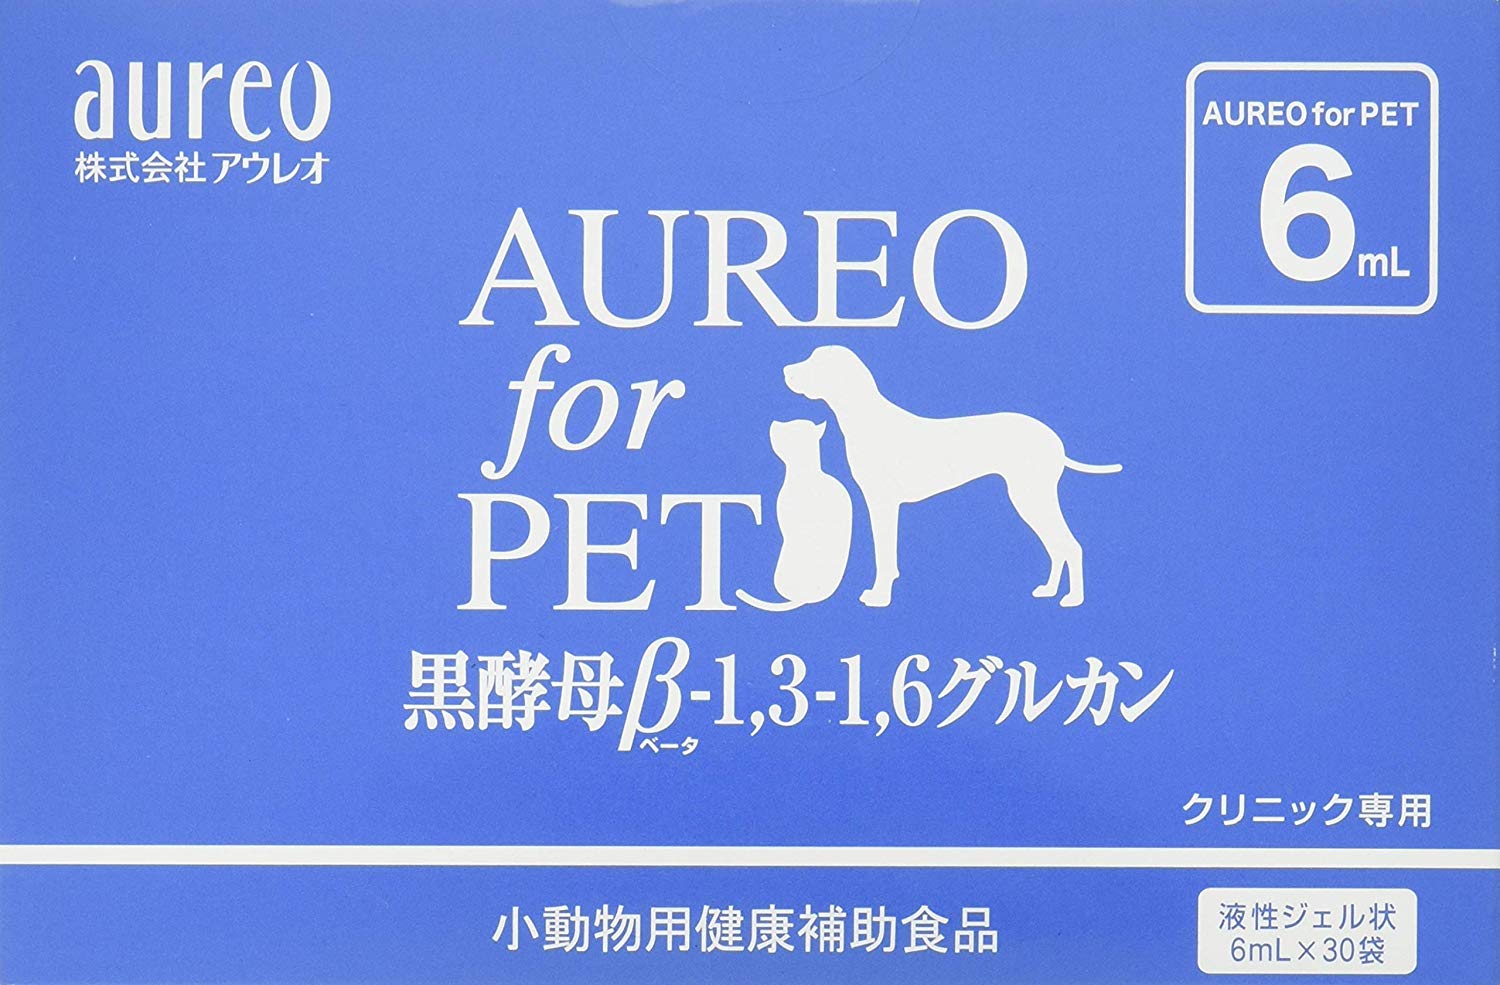 aureo
株式会社アウレオ
AUREO for PET
6mL
AUREO
for
PET
黒酵母β-1,3-1,6グルカン
ベータ
クリニック専用
小動物用健康補助食品
液性ジェル状
6mL×30袋